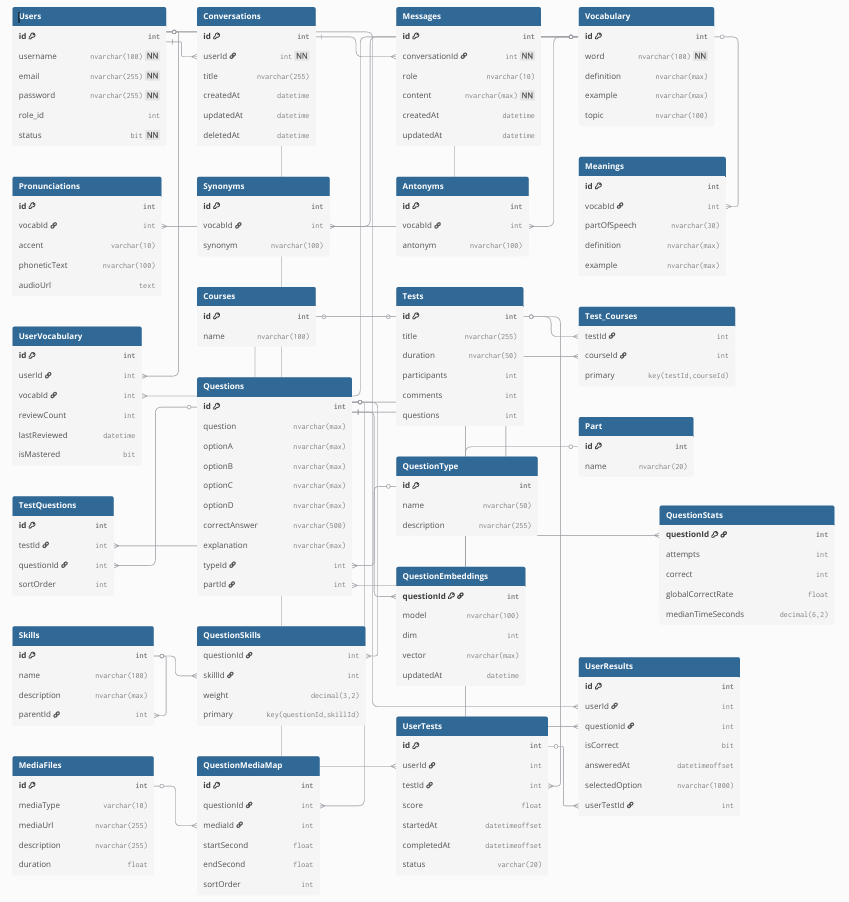 Users
id int
username nvarchar(100) NN
email nvarchar(255) NN
password nvarchar(255) NN
role_id int
status bit NN
Conversations
id int
userId int NN
title nvarchar(255)
createdAt datetime
updatedAt datetime
deletedAt datetime
Messages
id int
conversationId int NN
role nvarchar(10)
content nvarchar(max) NN
createdAt datetime
updatedAt datetime
Vocabulary
id int
word nvarchar(100) NN
definition nvarchar(max)
example nvarchar(max)
topic nvarchar(100)
Pronunciations
id int
vocabId int
accent varchar(10)
phoneticText nvarchar(100)
audioUrl text
Synonyms
id int
vocabId int
synonym nvarchar(100)
Antonyms
id int
vocabId int
antonym nvarchar(100)
Meanings
id int
vocabId int
partOfSpeech nvarchar(30)
definition nvarchar(max)
example nvarchar(max)
Courses
id int
name nvarchar(100)
Tests
id int
title nvarchar(255)
duration nvarchar(50)
participants int
comments int
questions int
Test_Courses
testId int
courseId int
primary key(testId,courseId)
UserVocabulary
id int
userId int
vocabId int
reviewCount int
lastReviewed datetime
isMastered bit
Questions
id int
question nvarchar(max)
optionA nvarchar(max)
optionB nvarchar(max)
optionC nvarchar(max)
optionD nvarchar(max)
correctAnswer nvarchar(500)
explanation nvarchar(max)
typeId int
partId int
Part
id int
name nvarchar(20)
QuestionType
id int
name nvarchar(50)
description nvarchar(255)
TestQuestions
id int
testId int
questionId int
sortOrder int
QuestionStats
questionId int
attempts int
correct int
globalCorrectRate float
medianTimeSeconds decimal(6,2)
QuestionEmbeddings
questionId int
model nvarchar(100)
dim int
vector nvarchar(max)
updatedAt datetime
Skills
id int
name nvarchar(100)
description nvarchar(max)
parentId int
QuestionSkills
questionId int
skillId int
weight decimal(3,2)
primary key(questionId,skillId)
UserResults
id int
userId int
questionId int
isCorrect bit
answeredAt datetimeoffset
selectedOption nvarchar(1000)
userTestId int
UserTests
id int
userId int
testId int
score float
startedAt datetimeoffset
completedAt datetimeoffset
status varchar(20)
MediaFiles
id int
mediaType varchar(10)
mediaUrl nvarchar(255)
description nvarchar(255)
duration float
QuestionMediaMap
id int
questionId int
mediaId int
startSecond float
endSecond float
sortOrder int